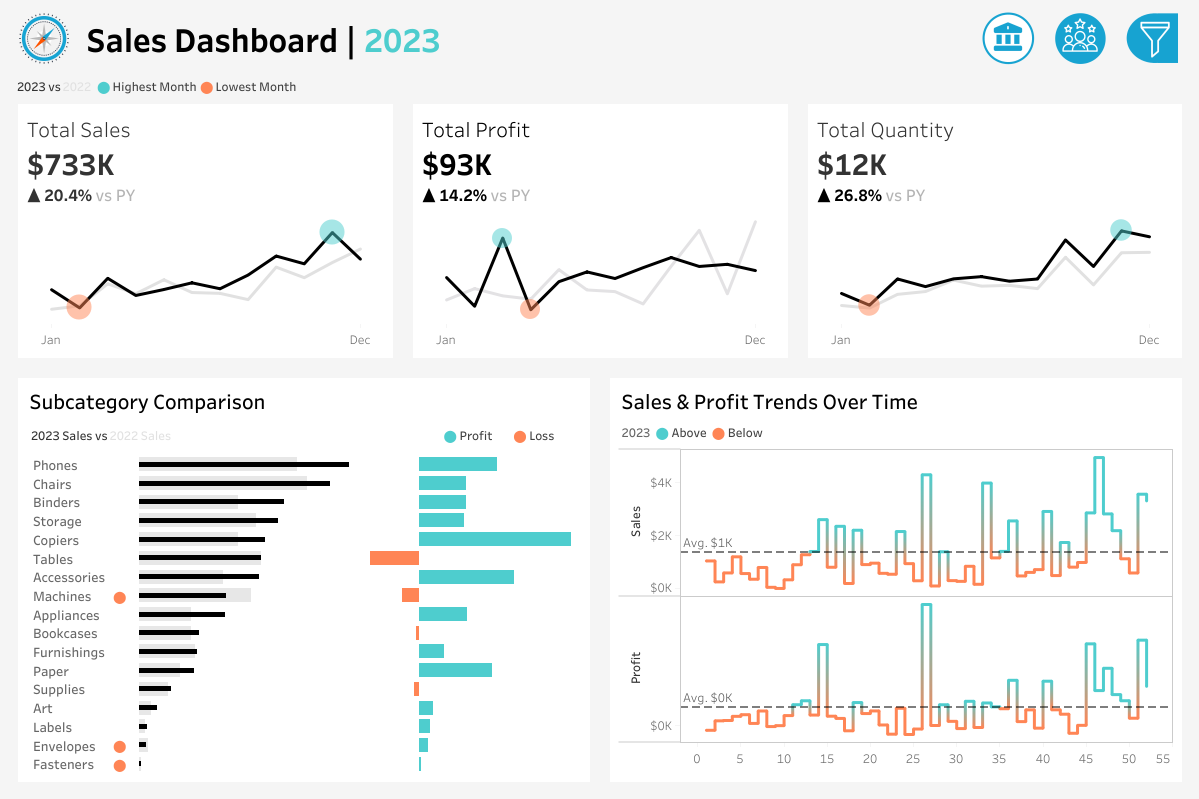 Sales Dashboard | 2023
2023 vs 2022 Highest Month Lowest Month
Total Sales
$733K
▲ 20.4% vs PY
Jan Dec
Total Profit
$93K
▲ 14.2% vs PY
Jan Dec
Total Quantity
$12K
▲ 26.8% vs PY
Jan Dec
Subcategory Comparison
2023 Sales vs 2022 Sales Profit Loss
Phones
Chairs
Binders
Storage
Copiers
Tables
Accessories
Machines
Appliances
Bookcases
Furnishings
Paper
Supplies
Art
Labels
Envelopes
Fasteners
Sales & Profit Trends Over Time
2023 Above Below
Sales
$4K
$2K
Avg. $1K
$0K
Profit
Avg. $0K
$0K
0 5 10 15 20 25 30 35 40 45 50 55